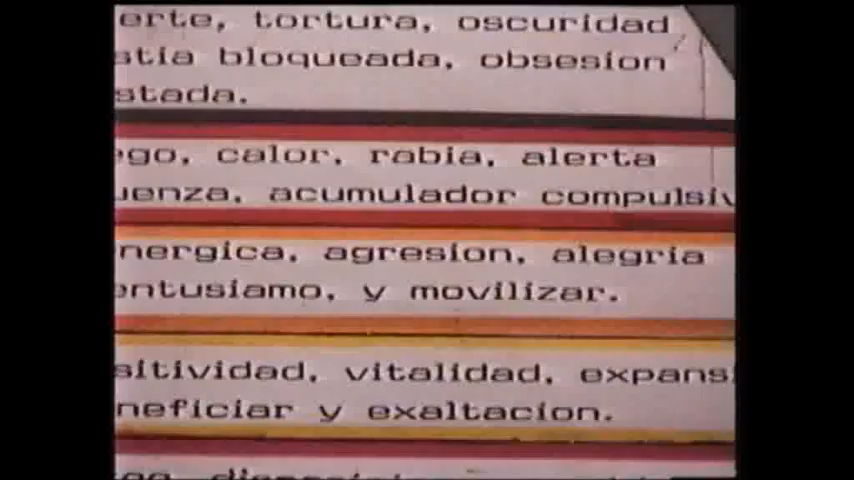 erte, tortura, oscuridad
stia bloqueada, obsesion
stada.
ego, calor, rabia, alerta
uenza, acumulador compulsiv
nergica, agresion, alegria
entusiamo, y movilizar.
sitividad, vitalidad, expans
neficiar y exaltacion.